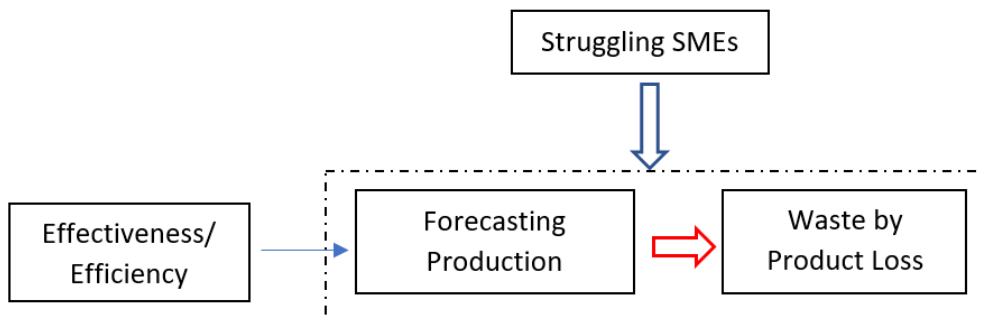 Struggling SMEs
Effectiveness/
Efficiency
Forecasting
Production
Waste by
Product Loss